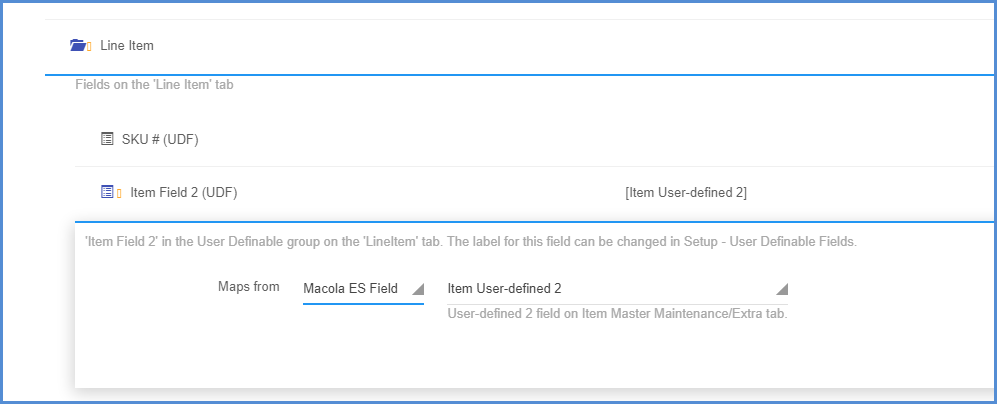 Line Item
Fields on the 'Line Item' tab
SKU # (UDF)
Item Field 2 (UDF) [Item User-defined 2]
'Item Field 2' in the User Definable group on the 'LineItem' tab. The label for this field can be changed in Setup - User Definable Fields.
Maps from Macola ES Field Item User-defined 2
User-defined 2 field on Item Master Maintenance/Extra tab.